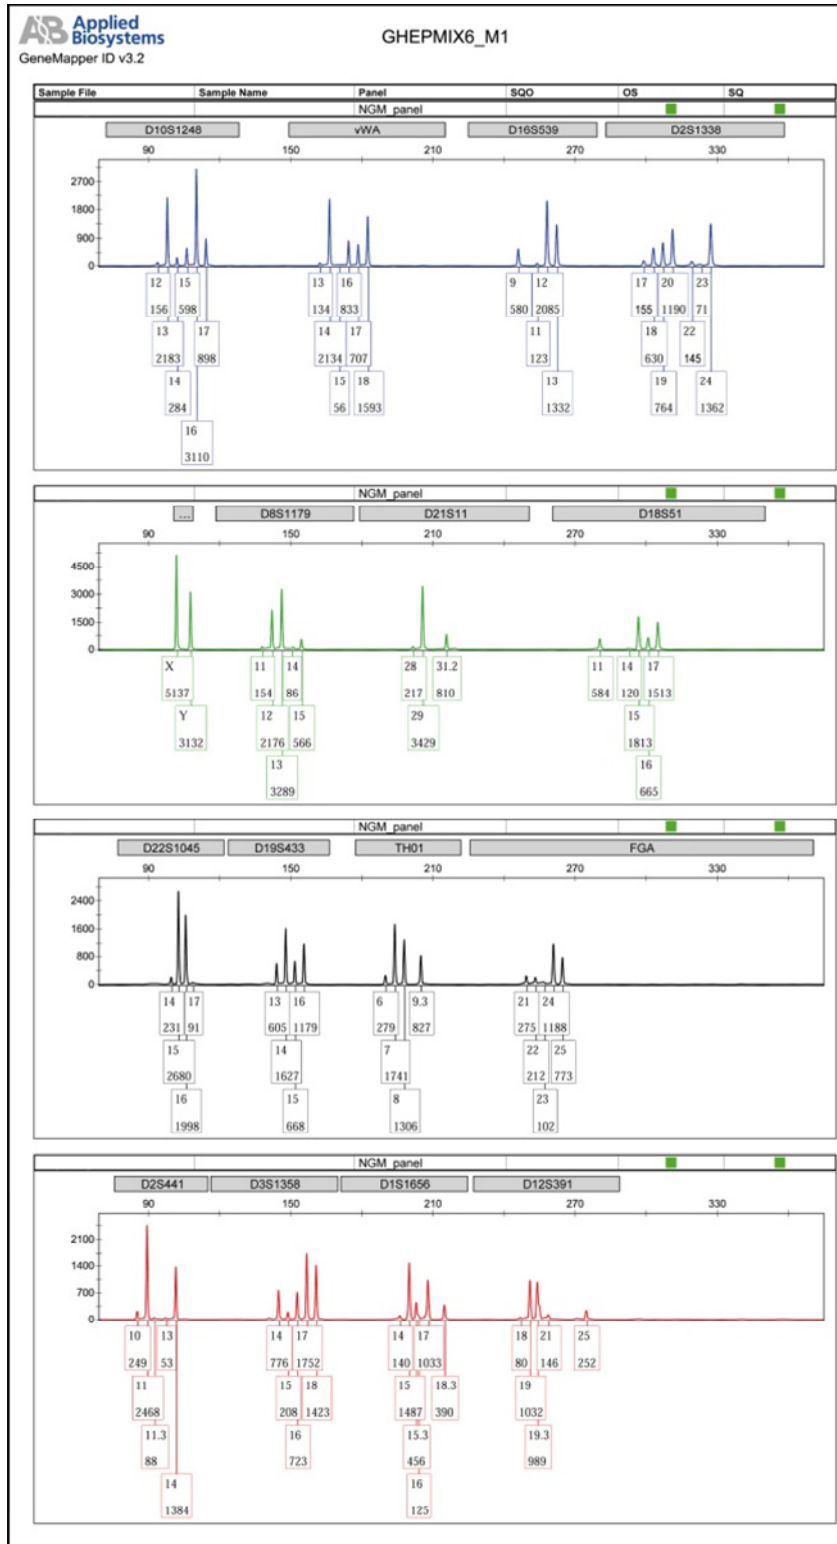 AB Applied
Biosystems
GHEPMIX6_M1
GeneMapper ID v3.2
Sample File Sample Name Panel SQO OS SQ
NGM_panel
D10S1248 vWA D16S539 D2S1338
90 150 210 270 330
2700
1800
900
0
12 15 13 16 9 12 17 20 23
156 598 134 833 580 2085 155 1190 71
13 17 14 17 11 18 22
2183 898 2134 707 123 630 145
14 15 18 13 19 24
284 56 1593 1332 764 1362
16
3110
NGM_panel
... D8S1179 D21S11 D18S51
90 150 210 270 330
4500
3000
1500
0
X 11 14 28 31.2 11 14 17
5137 154 86 217 810 584 120 1513
Y 12 15 29 15
3132 2176 566 3429 1813
13 16
3289 665
NGM_panel
D22S1045 D19S433 TH01 FGA
90 150 210 270 330
2400
1600
800
0
14 17 13 16 6 9.3 21 24
231 91 605 1179 279 827 275 1188
15 14 7 22 25
2680 1627 1741 212 773
16 15 8 23
1998 668 1306 102
NGM_panel
D2S441 D3S1358 D1S1656 D12S391
90 150 210 270 330
2100
1400
700
0
10 13 14 17 14 17 18 21 25
249 53 776 1752 140 1033 80 146 252
11 15 18 15 18.3 19
2468 208 1423 1487 390 1032
11.3 16 15.3 19.3
88 723 456 989
14 16
1384 125